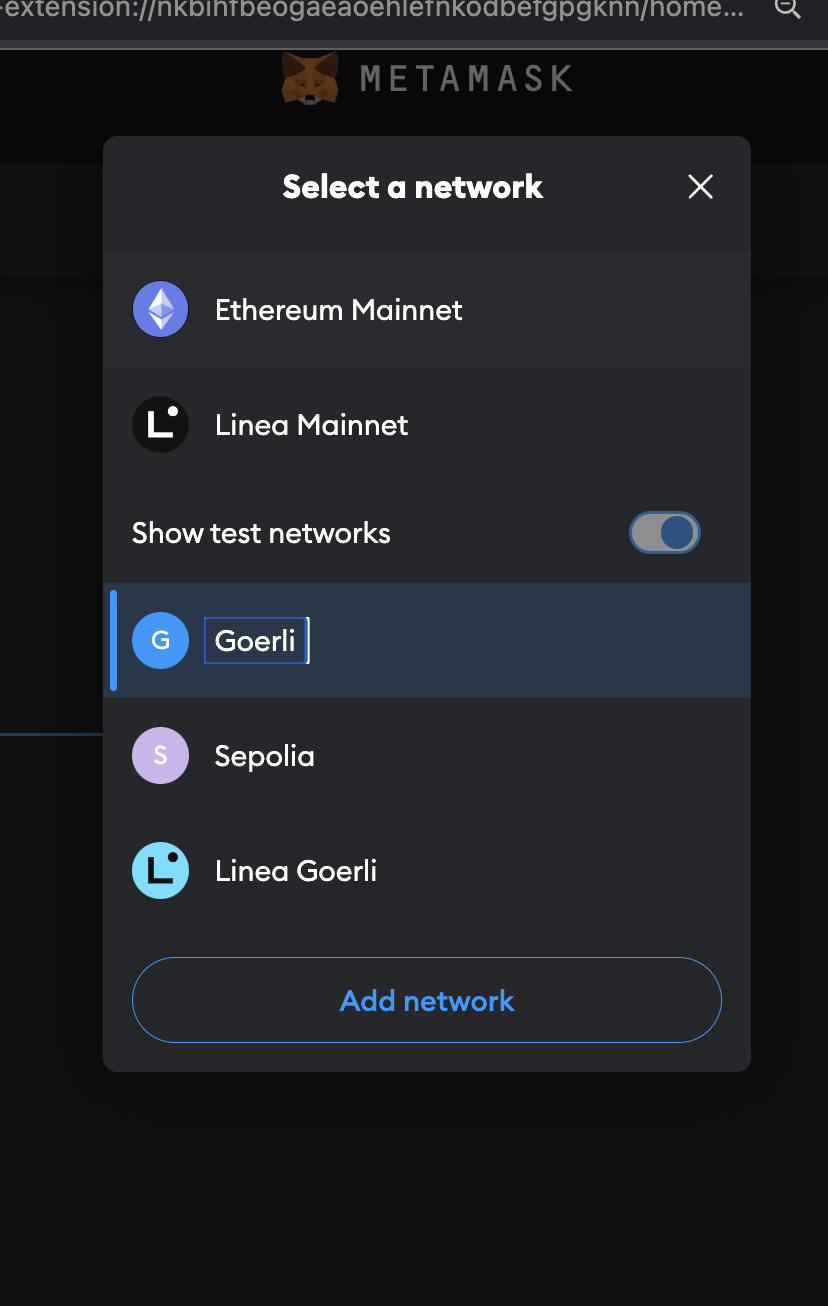 -extension://nkbihfbeogaeaoehlefnkodbefgpgknn/home...
METAMASK
Select a network
Ethereum Mainnet
L Linea Mainnet
Show test networks
G Goerli
S Sepolia
L Linea Goerli
Add network